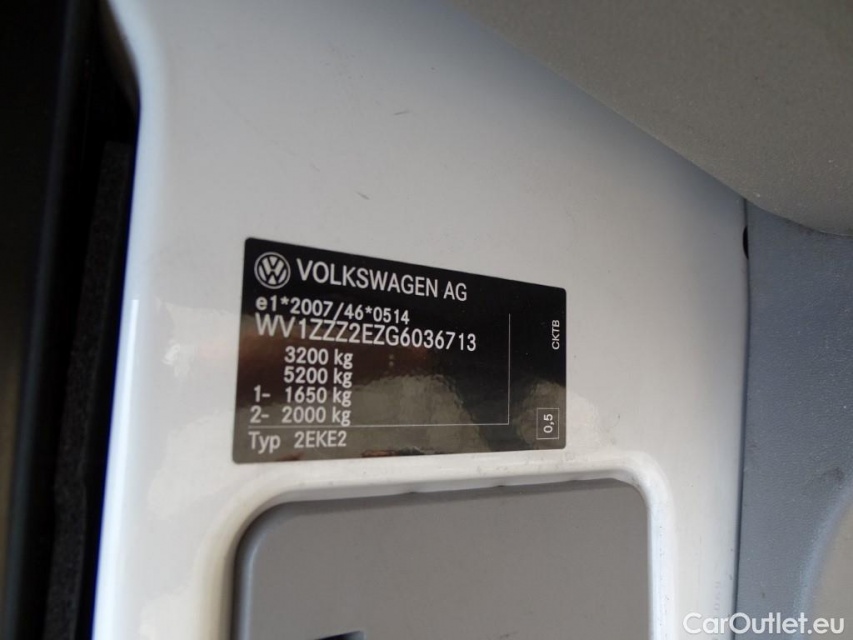 VOLKSWAGEN AG
e1*2007/46*0514
WV1ZZZ2EZG6036713
3200 kg
5200 kg
1- 1650 kg
2- 2000 kg
Typ 2EKE2
CKTB
0,5
CarOutlet.eu